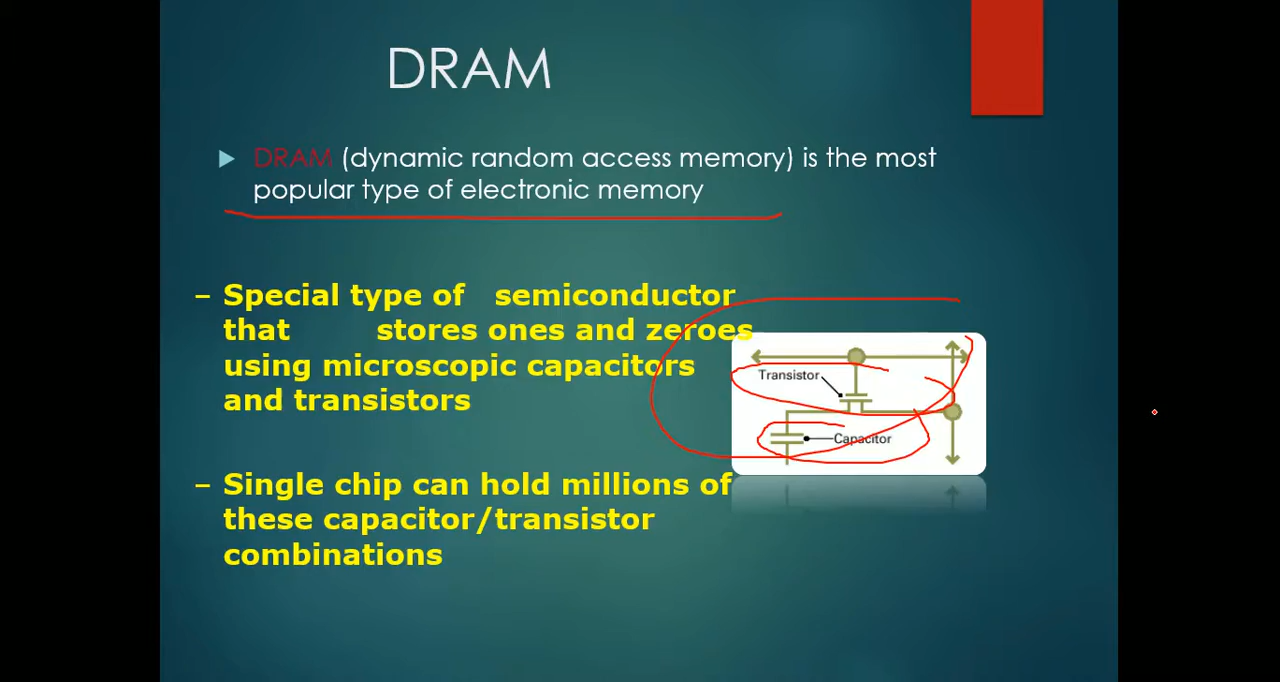 DRAM
DRAM (dynamic random access memory) is the most
popular type of electronic memory
– Special type of semiconductor
that stores ones and zeroes
using microscopic capacitors
and transistors
Transistor
Capacitor
– Single chip can hold millions of
these capacitor/transistor
combinations